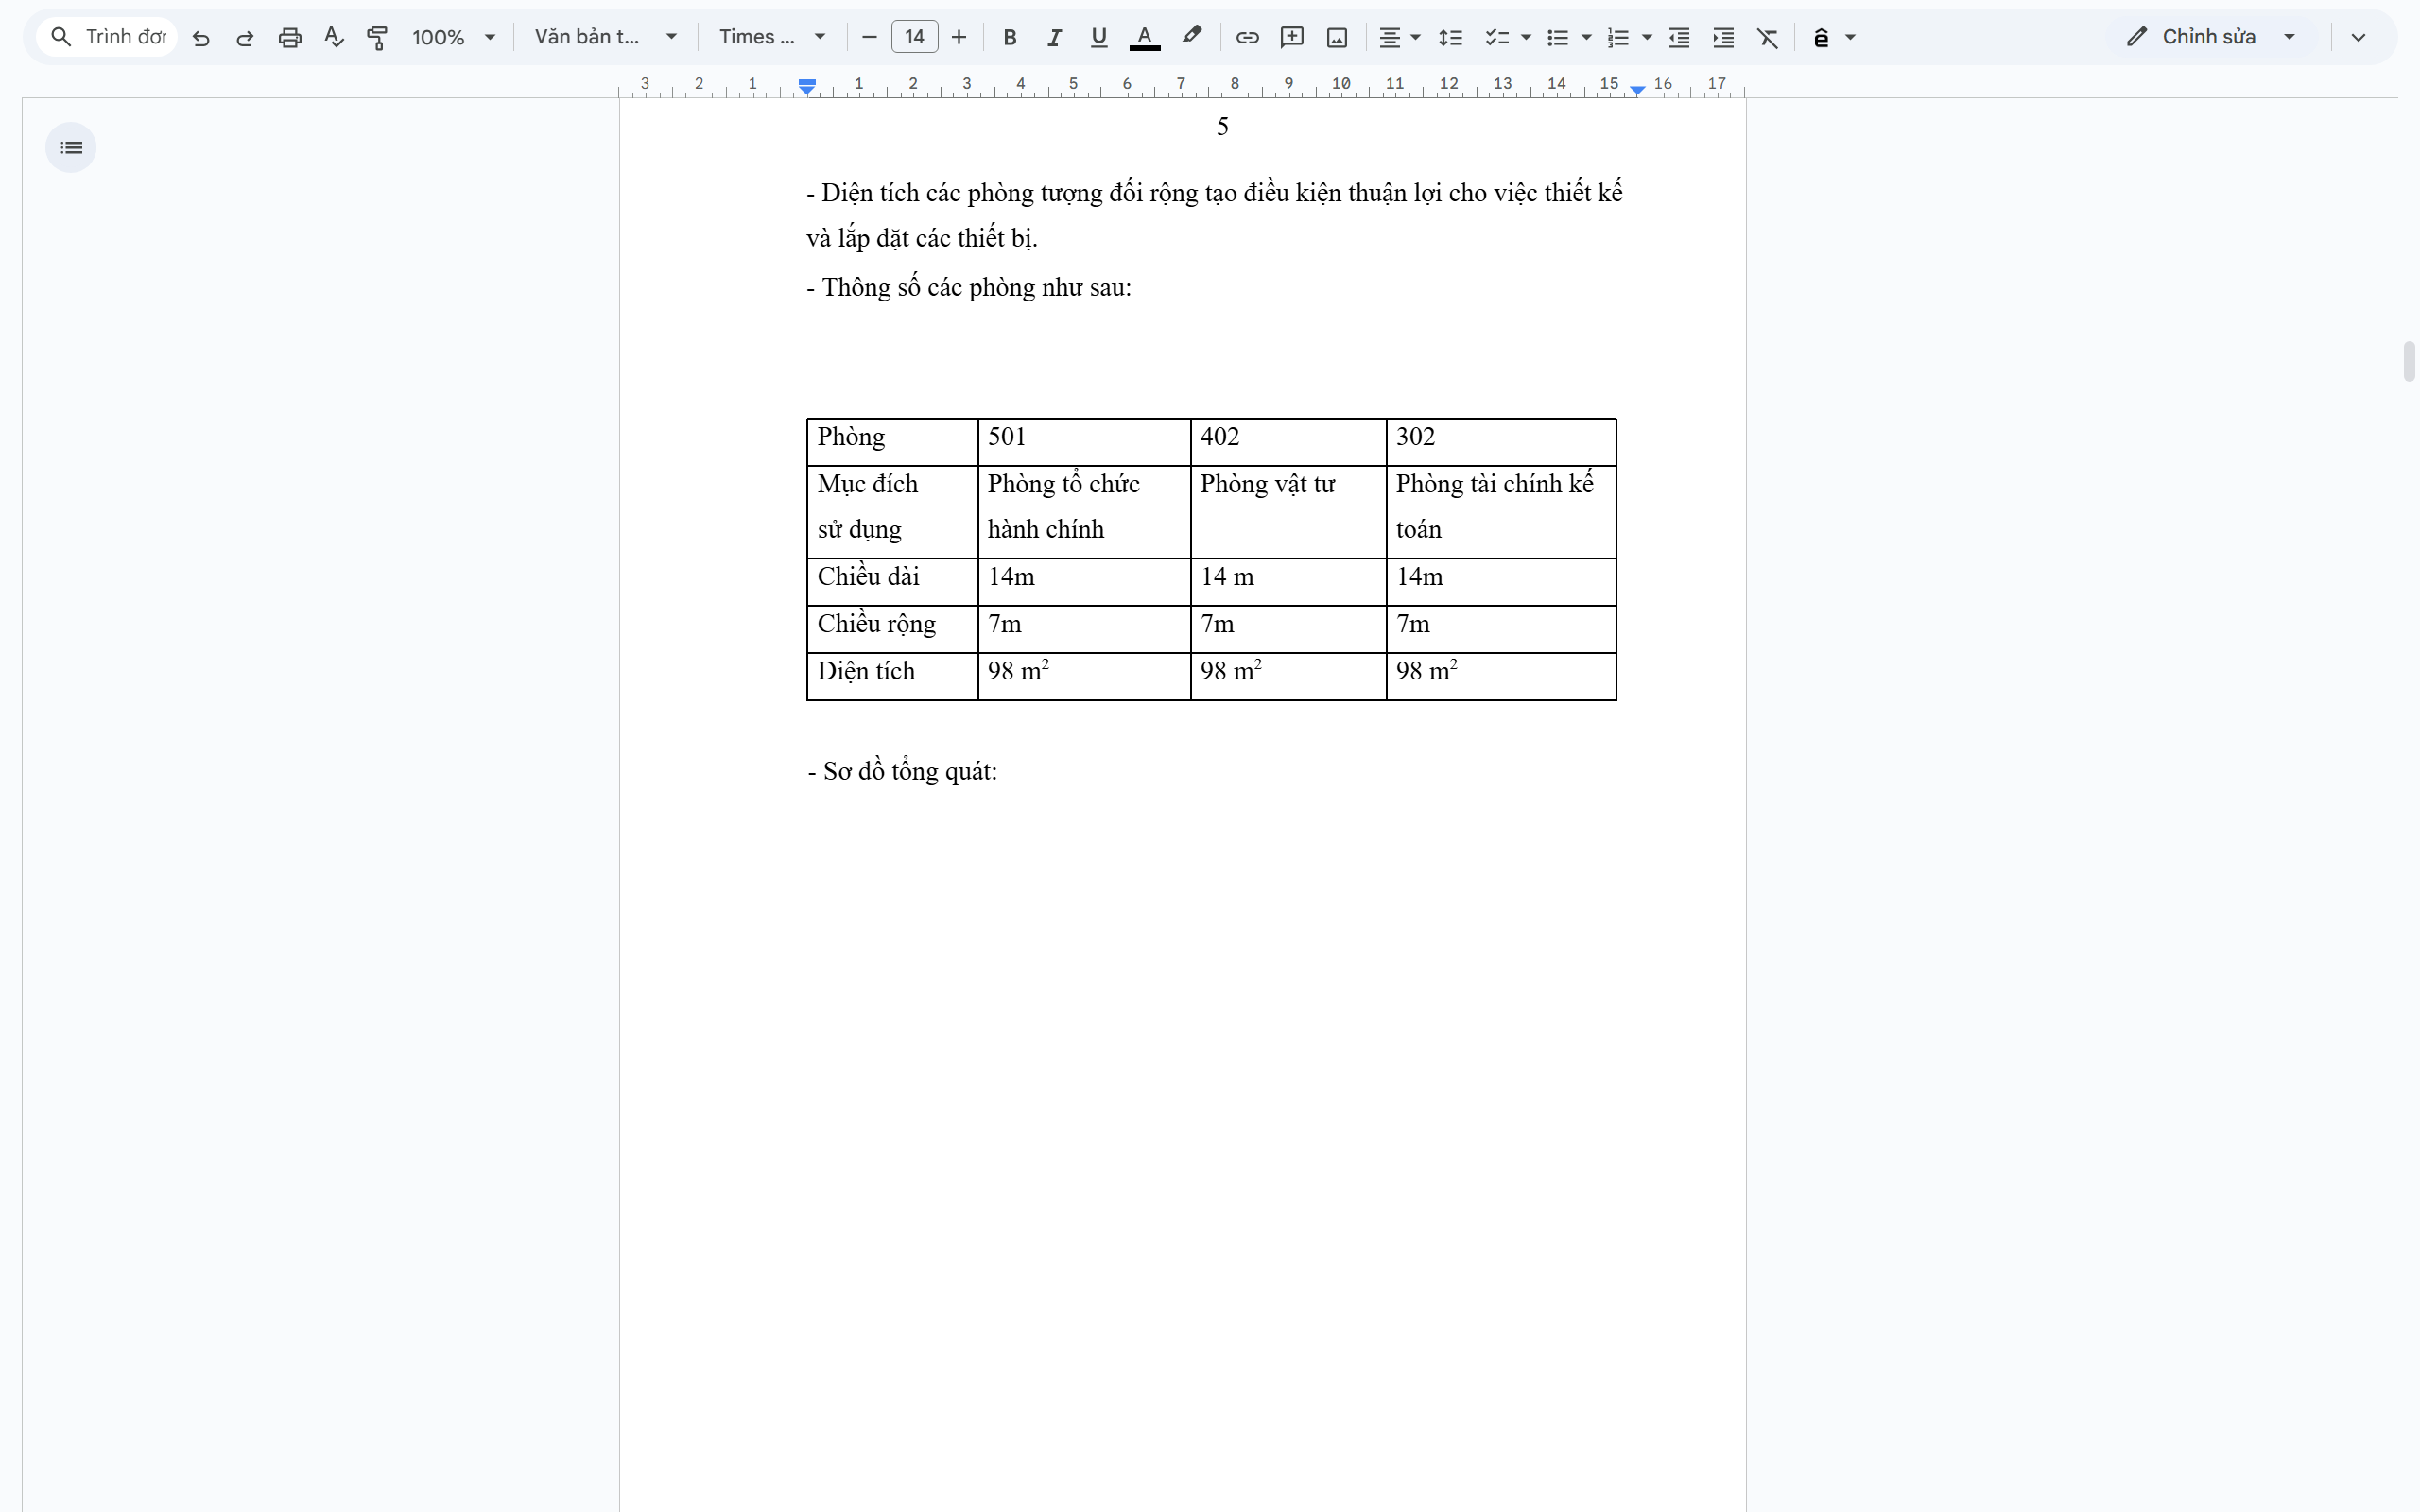 Trình đơn
100%
Văn bản t...
Times ...
14
B
I
U
A
ê
Chỉnh sửa
3 2 1 1 2 3 4 5 6 7 8 9 10 11 12 13 14 15 16 17
5
- Diện tích các phòng tượng đối rộng tạo điều kiện thuận lợi cho việc thiết kế
và lắp đặt các thiết bị.
- Thông số các phòng như sau:
Phòng 501 402 302
Mục đích Phòng tổ chức Phòng vật tư Phòng tài chính kế
sử dụng hành chính toán
Chiều dài 14m 14 m 14m
Chiều rộng 7m 7m 7m
Diện tích 98 m² 98 m² 98 m²
- Sơ đồ tổng quát: